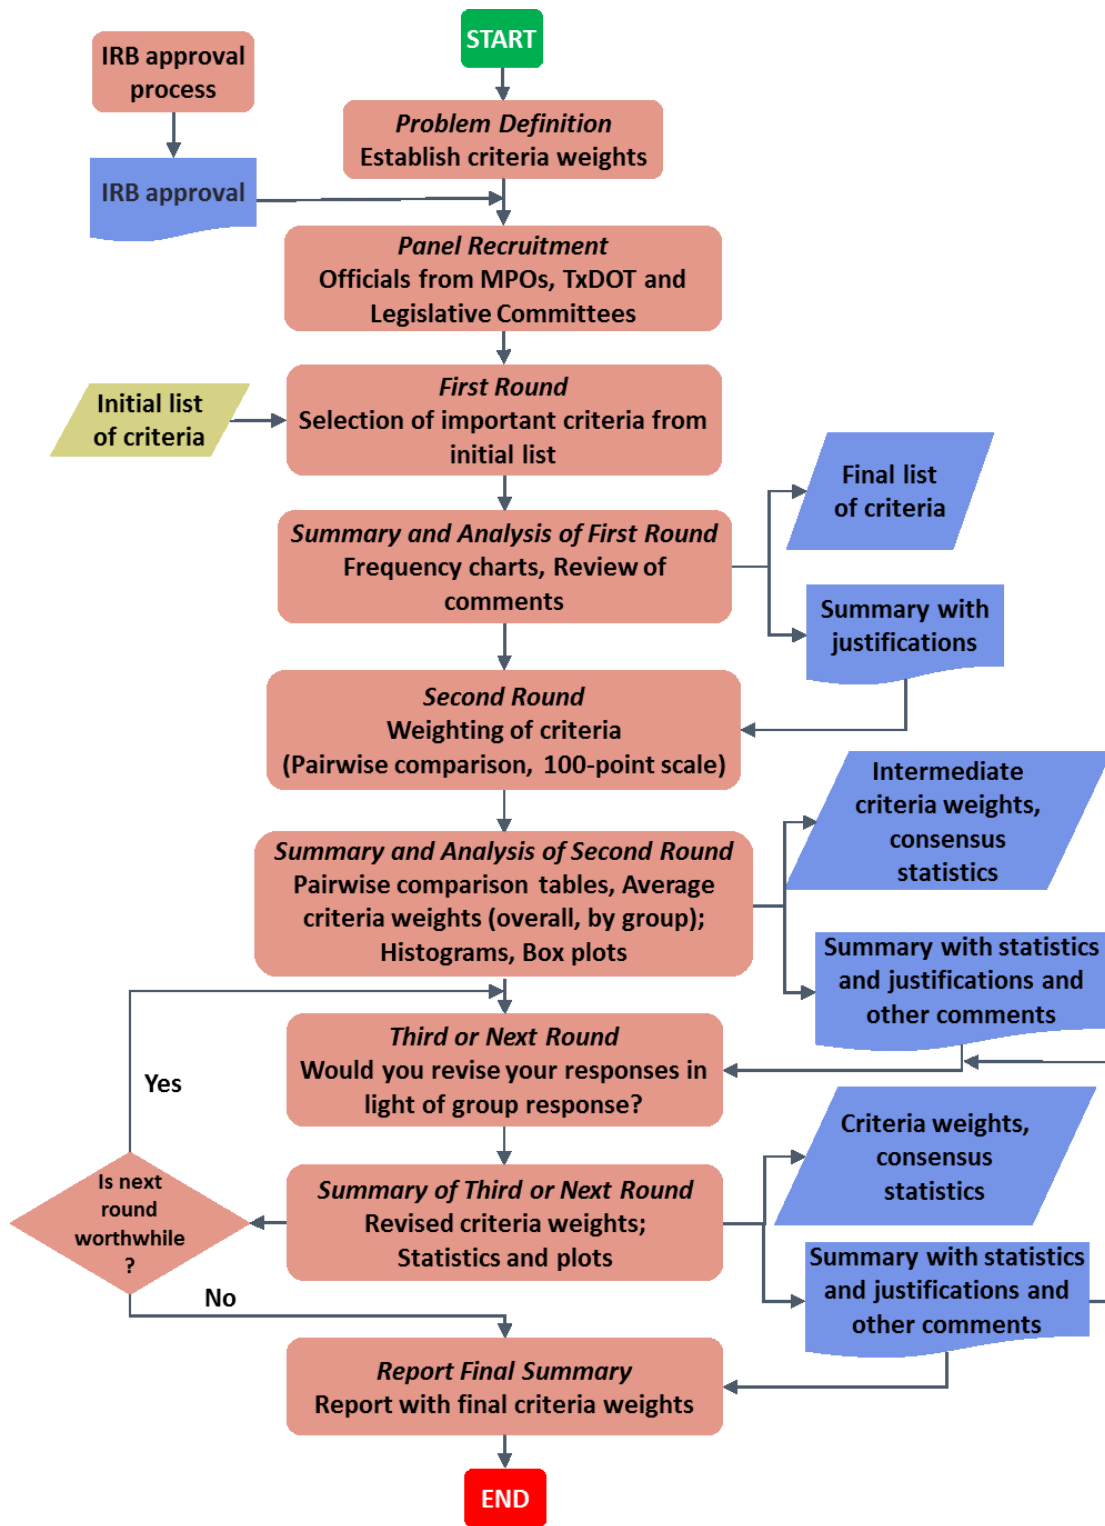 START
IRB approval
process
Problem Definition
Establish criteria weights
IRB approval
Panel Recruitment
Officials from MPOs, TxDOT and
Legislative Committees
Initial list
of criteria
First Round
Selection of important criteria from
initial list
Final list
of criteria
Summary and Analysis of First Round
Frequency charts, Review of
comments
Summary with
justifications
Second Round
Weighting of criteria
(Pairwise comparison, 100-point scale)
Intermediate
criteria weights,
consensus
statistics
Summary and Analysis of Second Round
Pairwise comparison tables, Average
criteria weights (overall, by group);
Histograms, Box plots
Summary with statistics
and justifications and
other comments
Third or Next Round
Would you revise your responses in
light of group response?
Yes
Criteria weights,
consensus
statistics
Is next
round
worthwhile
?
Summary of Third or Next Round
Revised criteria weights;
Statistics and plots
Summary with statistics
and justifications and
other comments
No
Report Final Summary
Report with final criteria weights
END